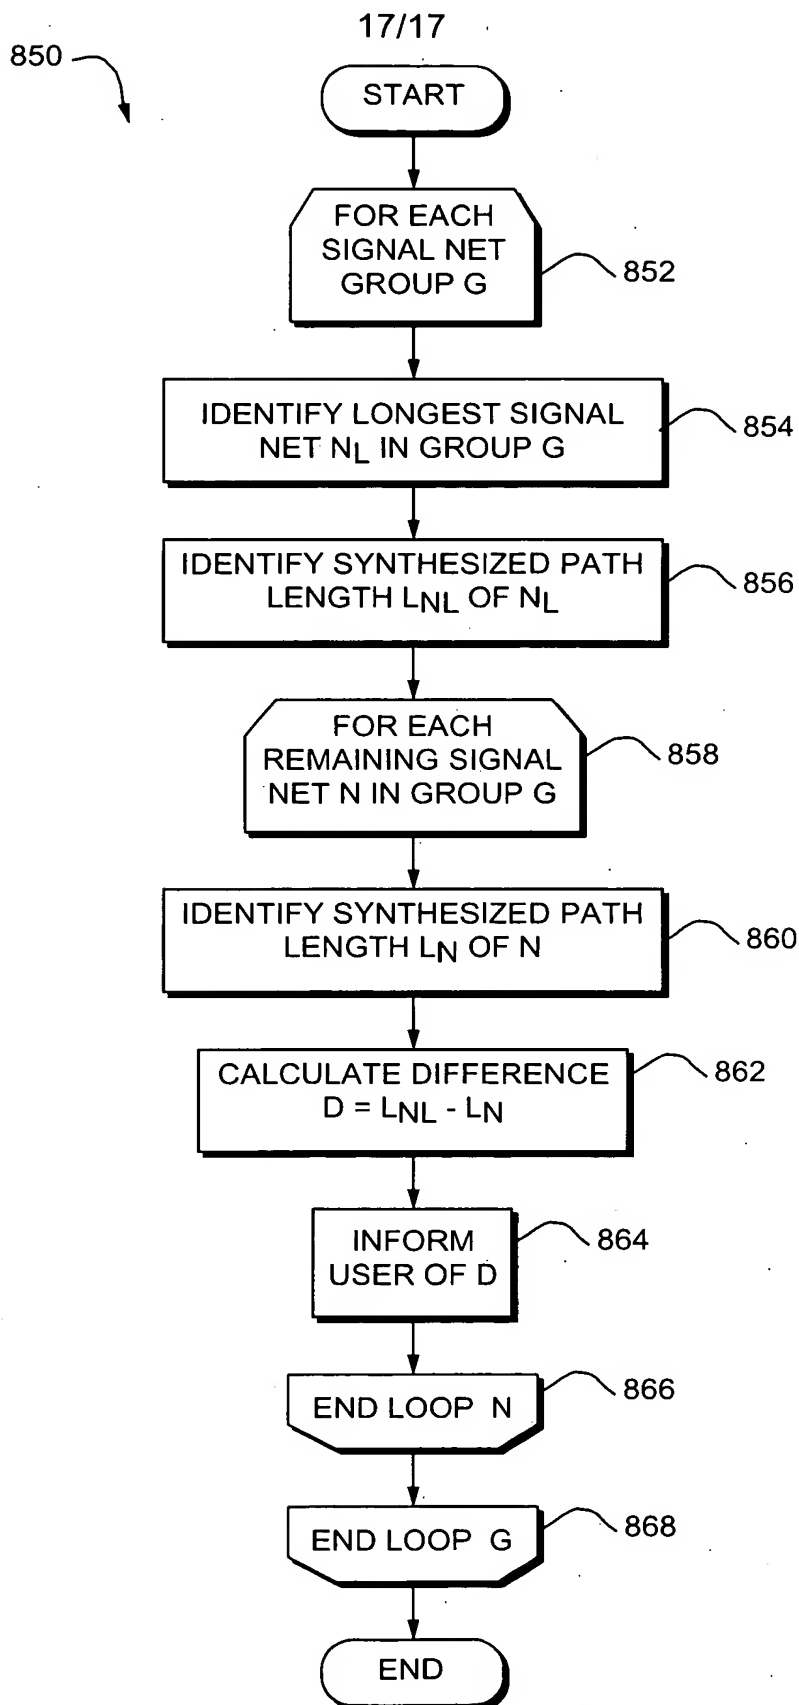 17/17
850
START
FOR EACH
SIGNAL NET
GROUP G
852
IDENTIFY LONGEST SIGNAL
NET NL IN GROUP G
854
IDENTIFY SYNTHESIZED PATH
LENGTH LNL OF NL
856
FOR EACH
REMAINING SIGNAL
NET N IN GROUP G
858
IDENTIFY SYNTHESIZED PATH
LENGTH LN OF N
860
CALCULATE DIFFERENCE
D = LNL - LN
862
INFORM
USER OF D
864
END LOOP N
866
END LOOP G
868
END